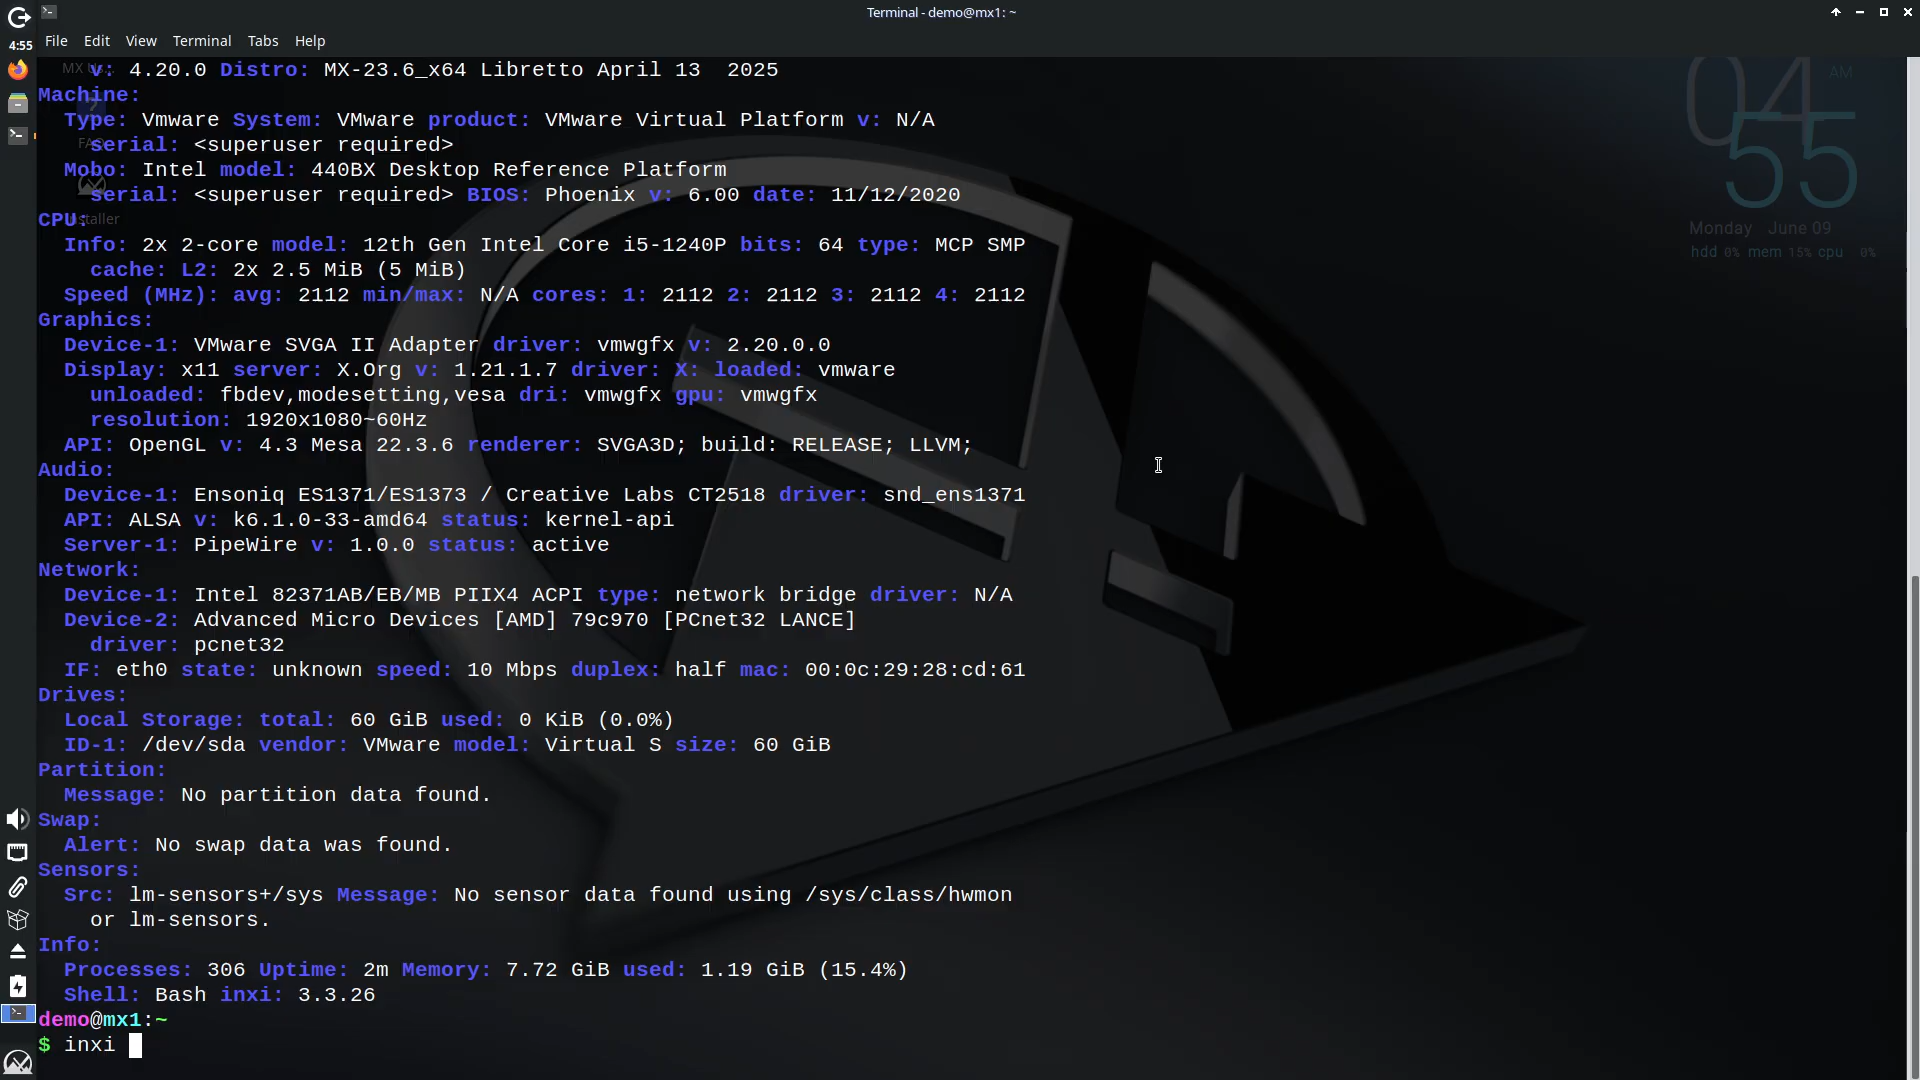 Terminal - demo@mx1: ~
4:55
File Edit View Terminal Tabs Help
v: 4.20.0 Distro: MX-23.6_x64 Libretto April 13  2025
Machine:
Type: Vmware System: VMware product: VMware Virtual Platform v: N/A
serial: <superuser required>
Mobo: Intel model: 440BX Desktop Reference Platform
serial: <superuser required> BIOS: Phoenix v: 6.00 date: 11/12/2020
CPU:
Info: 2x 2-core model: 12th Gen Intel Core i5-1240P bits: 64 type: MCP SMP
cache: L2: 2x 2.5 MiB (5 MiB)
Speed (MHz): avg: 2112 min/max: N/A cores: 1: 2112 2: 2112 3: 2112 4: 2112
Graphics:
Device-1: VMware SVGA II Adapter driver: vmwgfx v: 2.20.0.0
Display: x11 server: X.Org v: 1.21.1.7 driver: X: loaded: vmware
unloaded: fbdev,modesetting,vesa dri: vmwgfx gpu: vmwgfx
resolution: 1920x1080~60Hz
API: OpenGL v: 4.3 Mesa 22.3.6 renderer: SVGA3D; build: RELEASE; LLVM;
Audio:
Device-1: Ensoniq ES1371/ES1373 / Creative Labs CT2518 driver: snd_ens1371
API: ALSA v: k6.1.0-33-amd64 status: kernel-api
Server-1: PipeWire v: 1.0.0 status: active
Network:
Device-1: Intel 82371AB/EB/MB PIIX4 ACPI type: network bridge driver: N/A
Device-2: Advanced Micro Devices [AMD] 79c970 [PCnet32 LANCE]
driver: pcnet32
IF: eth0 state: unknown speed: 10 Mbps duplex: half mac: 00:0c:29:28:cd:61
Drives:
Local Storage: total: 60 GiB used: 0 KiB (0.0%)
ID-1: /dev/sda vendor: VMware model: Virtual S size: 60 GiB
Partition:
Message: No partition data found.
Swap:
Alert: No swap data was found.
Sensors:
Src: lm-sensors+/sys Message: No sensor data found using /sys/class/hwmon
or lm-sensors.
Info:
Processes: 306 Uptime: 2m Memory: 7.72 GiB used: 1.19 GiB (15.4%)
Shell: Bash inxi: 3.3.26
demo@mx1:~
$ inxi
04 AM
55
Monday June 09
hdd 0% mem 15% cpu 0%
FAQ